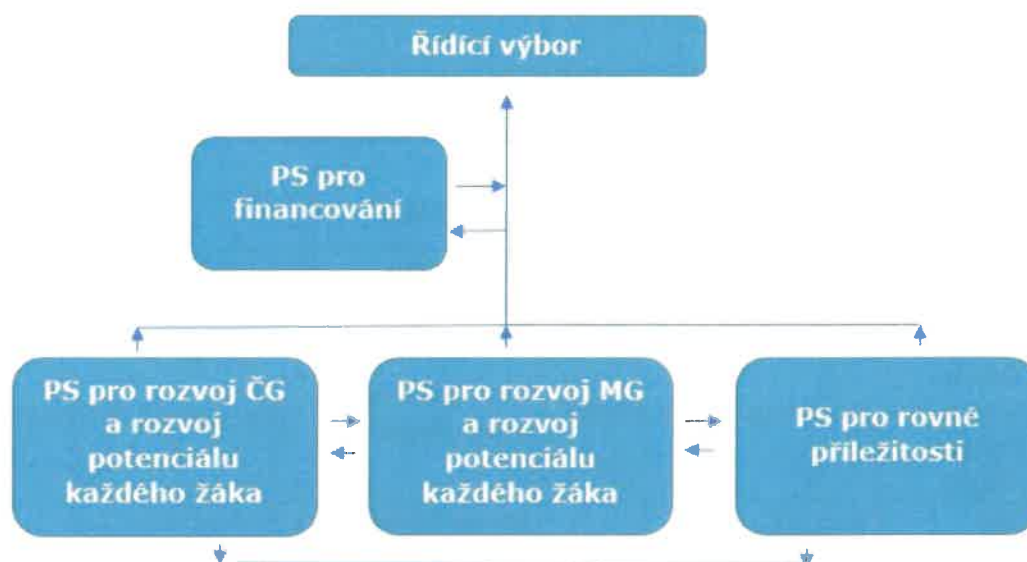 Řídící výbor
PS pro
financování
PS pro rozvoj ČG
a rozvoj
potenciálu
každého žáka
PS pro rozvoj MG
a rozvoj
potenciálu
každého žáka
PS pro rovné
příležitosti